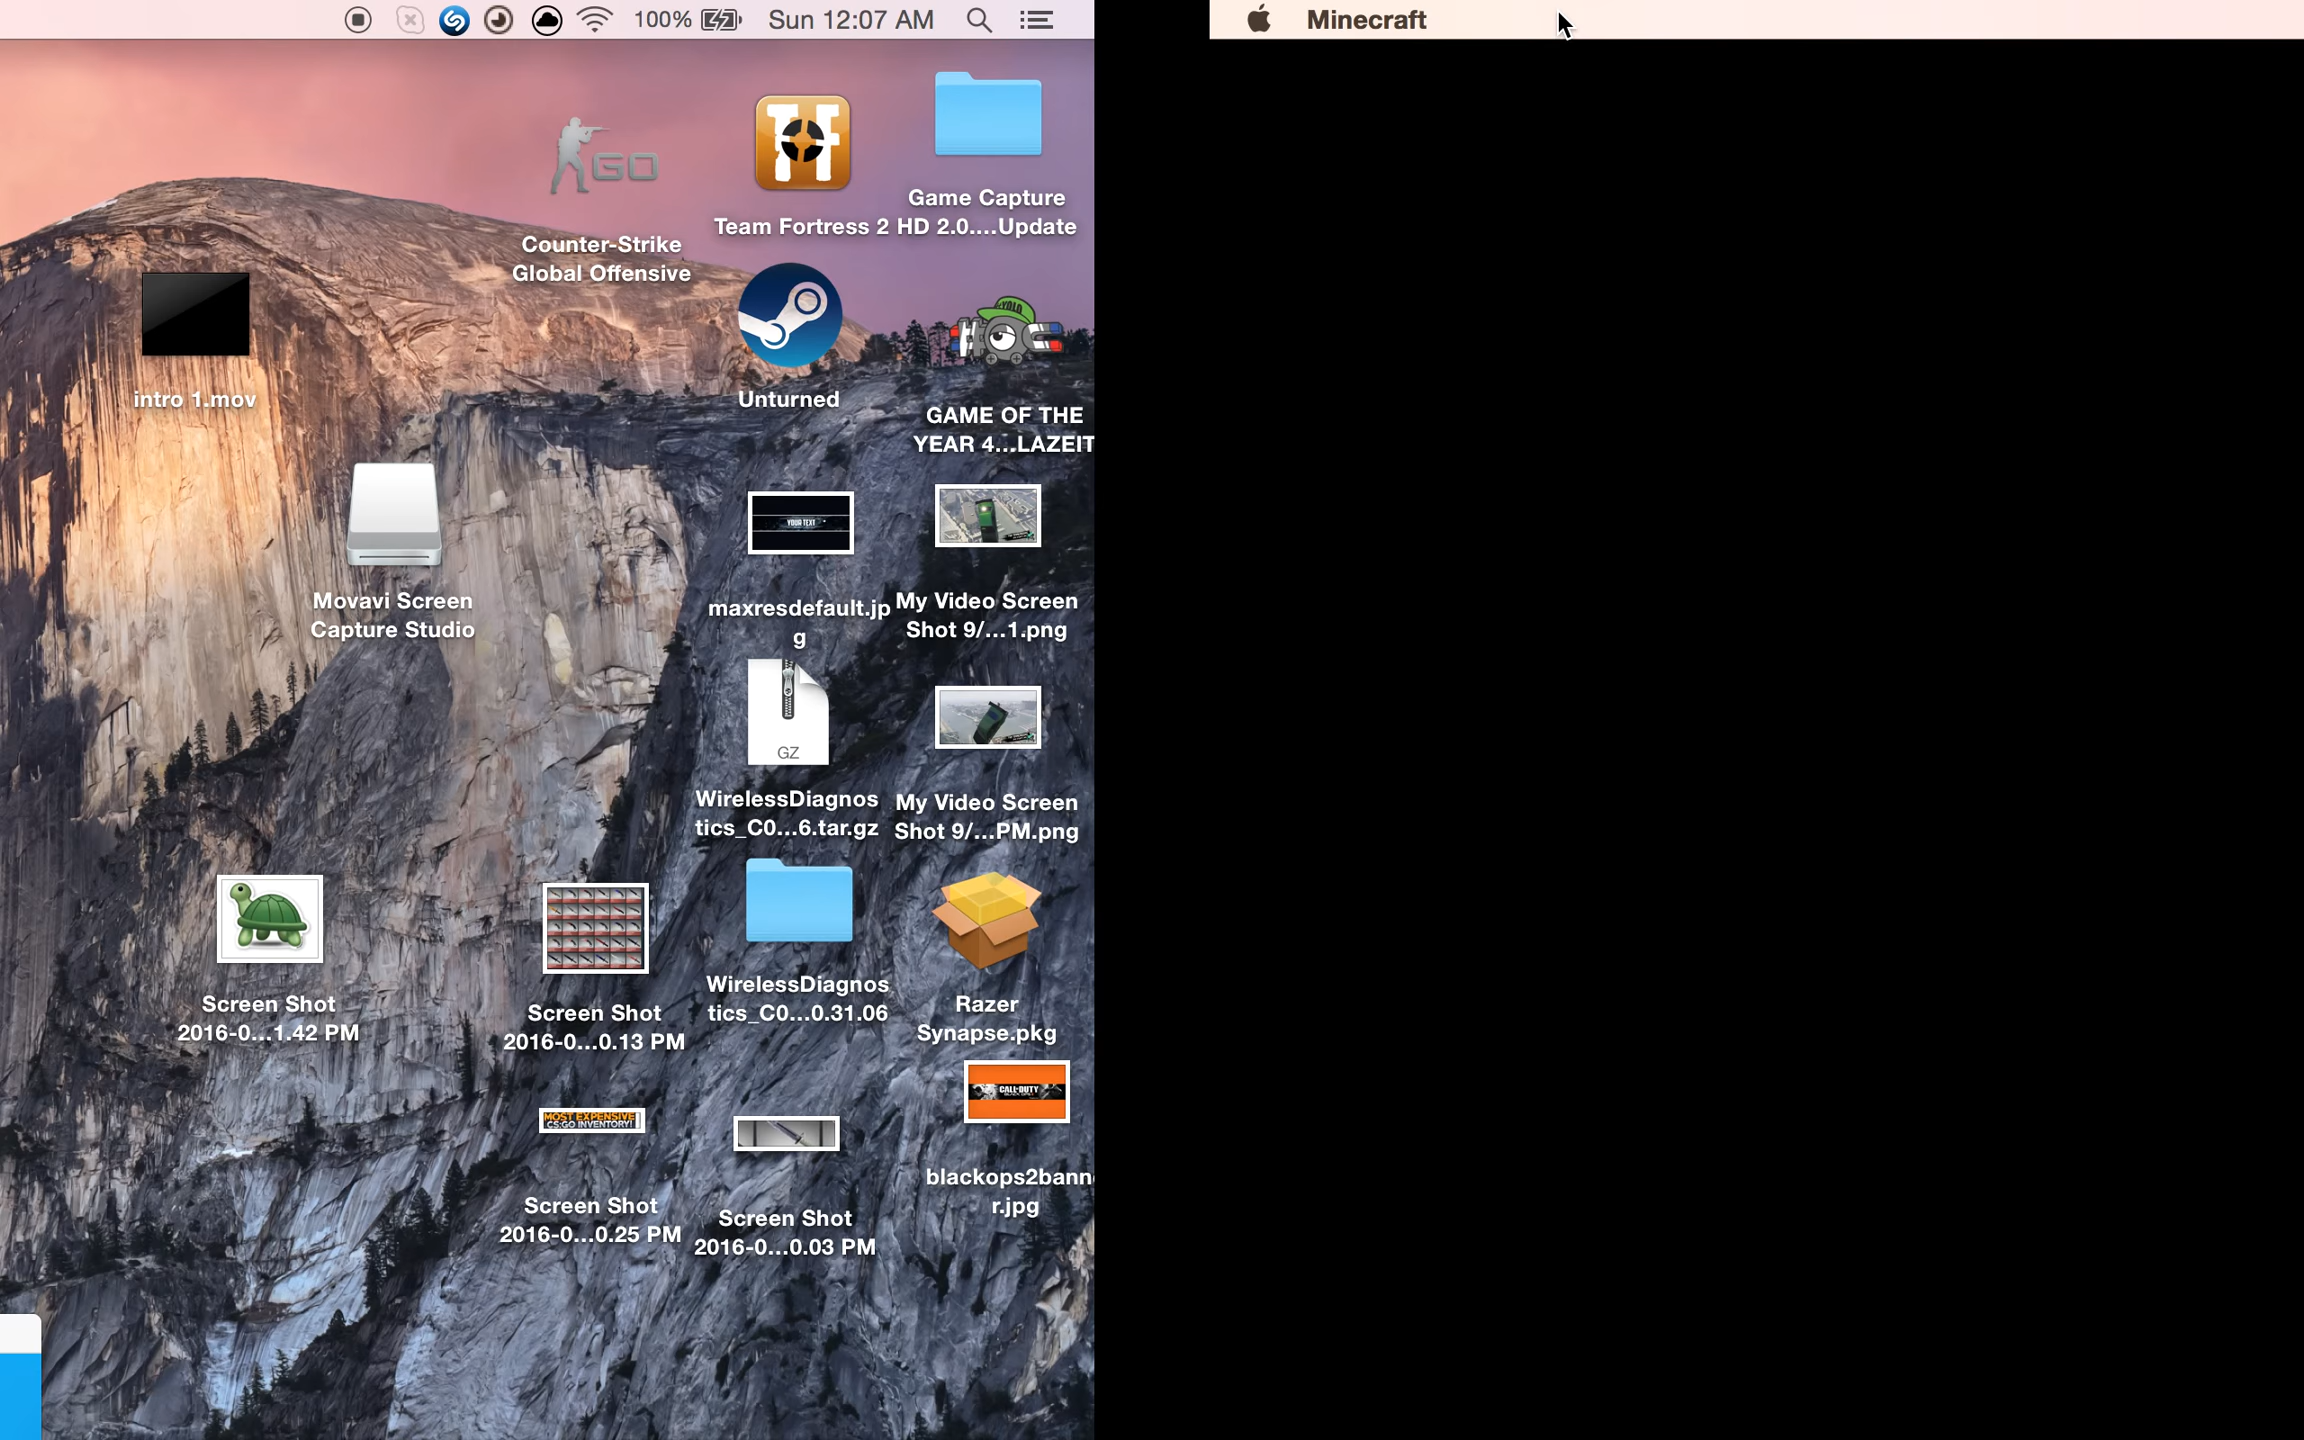 100% Sun 12:07 AM
Minecraft
GO
Counter-Strike
Global Offensive
Team Fortress 2
Game Capture
HD 2.0....Update
intro 1.mov
Unturned
YOLO
GAME OF THE
YEAR 4...LAZEIT
Movavi Screen
Capture Studio
YOUR TEXT
maxresdefault.jp
g
My Video Screen
Shot 9/...1.png
GZ
WirelessDiagnos
tics_C0...6.tar.gz
My Video Screen
Shot 9/...PM.png
Screen Shot
2016-0...1.42 PM
Screen Shot
2016-0...0.13 PM
WirelessDiagnos
tics_C0...0.31.06
Razer
Synapse.pkg
MOST EXPENSIVE
CS:GO INVENTORY!
Screen Shot
2016-0...0.25 PM
Screen Shot
2016-0...0.03 PM
CALL·DUTY
blackops2bann
r.jpg